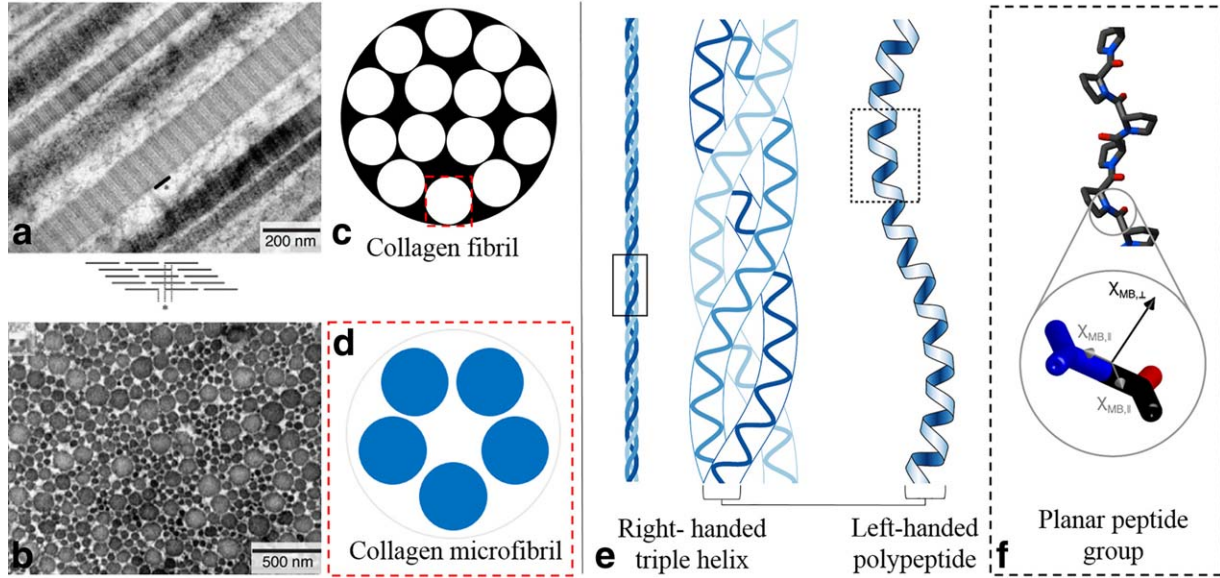 a
200 nm
c
Collagen fibril
b
500 nm
d
Collagen microfibril
e
Right- handed
triple helix
Left-handed
polypeptide
f
Planar peptide
group
χMB,⊥
χMB,∥
χMB,∥